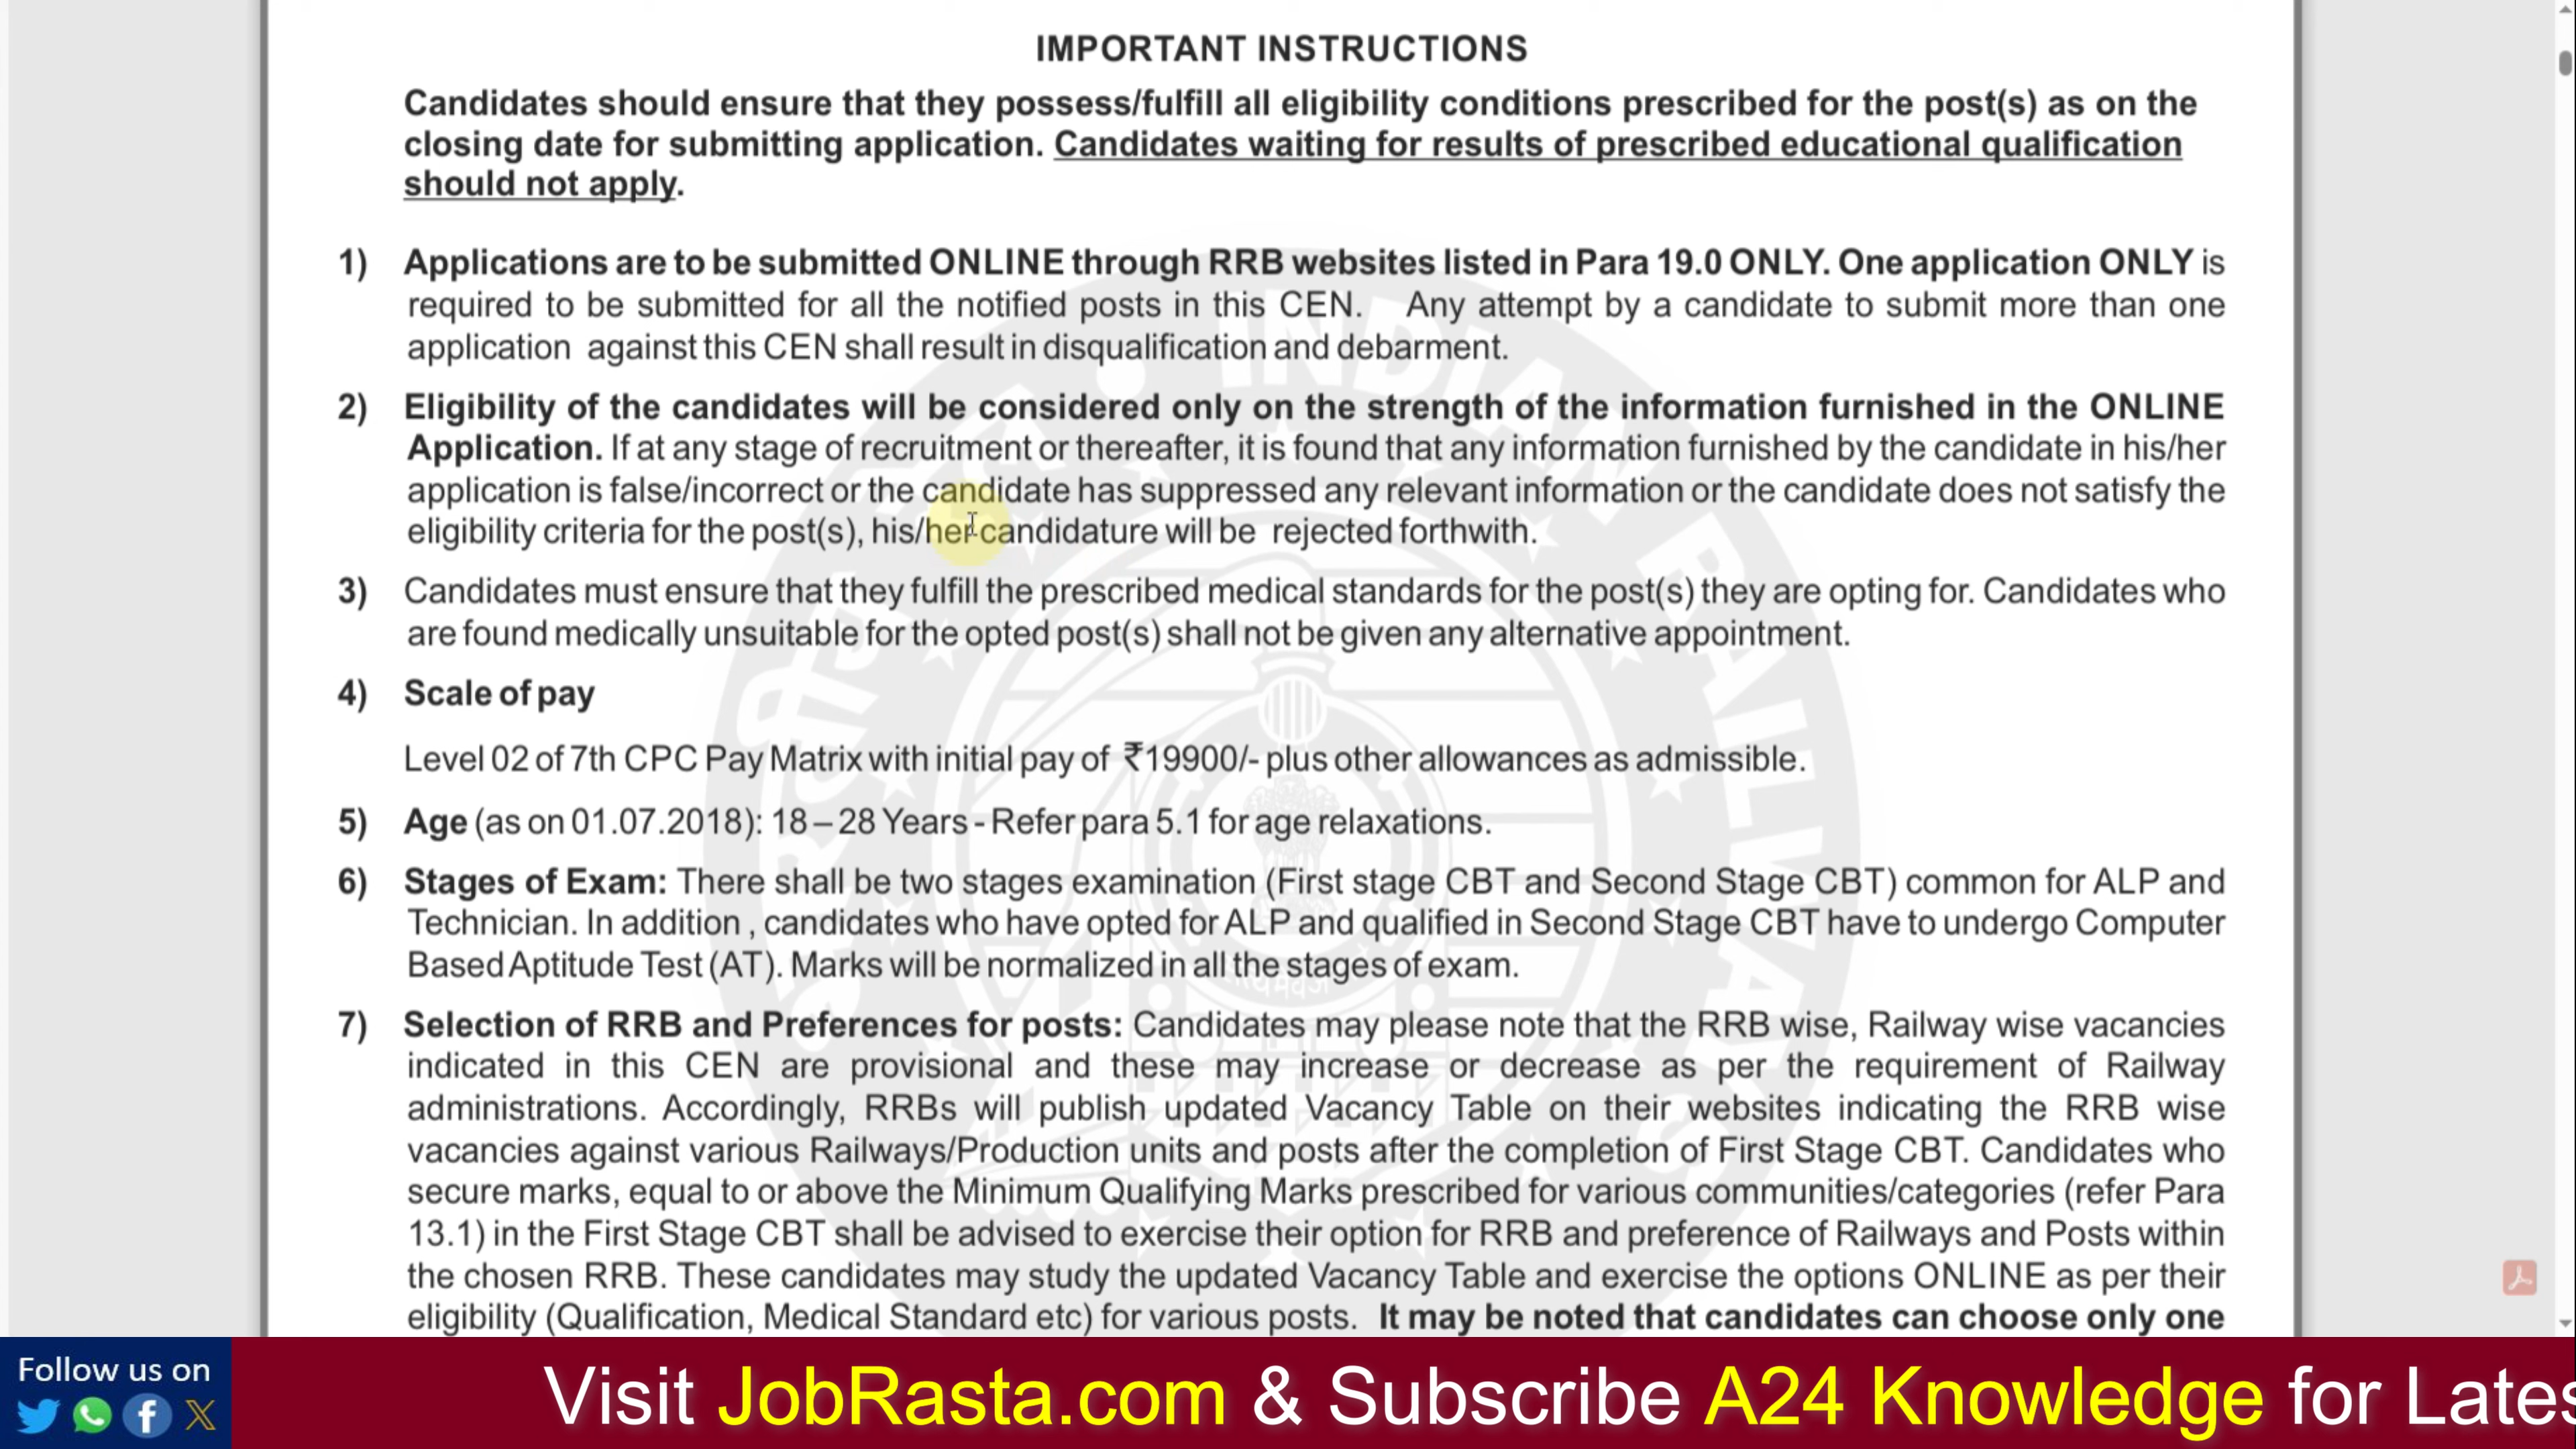 IMPORTANT INSTRUCTIONS
Candidates should ensure that they possess/fulfill all eligibility conditions prescribed for the post(s) as on the
closing date for submitting application. Candidates waiting for results of prescribed educational qualification
should not apply.
1) Applications are to be submitted ONLINE through RRB websites listed in Para 19.0 ONLY. One application ONLY is
required to be submitted for all the notified posts in this CEN. Any attempt by a candidate to submit more than one
application against this CEN shall result in disqualification and debarment.
2) Eligibility of the candidates will be considered only on the strength of the information furnished in the ONLINE
Application. If at any stage of recruitment or thereafter, it is found that any information furnished by the candidate in his/her
application is false/incorrect or the candidate has suppressed any relevant information or the candidate does not satisfy the
eligibility criteria for the post(s), his/her candidature will be rejected forthwith.
3) Candidates must ensure that they fulfill the prescribed medical standards for the post(s) they are opting for. Candidates who
are found medically unsuitable for the opted post(s) shall not be given any alternative appointment.
4) Scale of pay
Level 02 of 7th CPC Pay Matrix with initial pay of ₹19900/- plus other allowances as admissible.
5) Age (as on 01.07.2018): 18 – 28 Years - Refer para 5.1 for age relaxations.
6) Stages of Exam: There shall be two stages examination (First stage CBT and Second Stage CBT) common for ALP and
Technician. In addition , candidates who have opted for ALP and qualified in Second Stage CBT have to undergo Computer
Based Aptitude Test (AT). Marks will be normalized in all the stages of exam.
7) Selection of RRB and Preferences for posts: Candidates may please note that the RRB wise, Railway wise vacancies
indicated in this CEN are provisional and these may increase or decrease as per the requirement of Railway
administrations. Accordingly, RRBs will publish updated Vacancy Table on their websites indicating the RRB wise
vacancies against various Railways/Production units and posts after the completion of First Stage CBT. Candidates who
secure marks, equal to or above the Minimum Qualifying Marks prescribed for various communities/categories (refer Para
13.1) in the First Stage CBT shall be advised to exercise their option for RRB and preference of Railways and Posts within
the chosen RRB. These candidates may study the updated Vacancy Table and exercise the options ONLINE as per their
eligibility (Qualification, Medical Standard etc) for various posts. It may be noted that candidates can choose only one
INDIAN RAILWAYS
Follow us on
Visit JobRasta.com & Subscribe A24 Knowledge for Lates